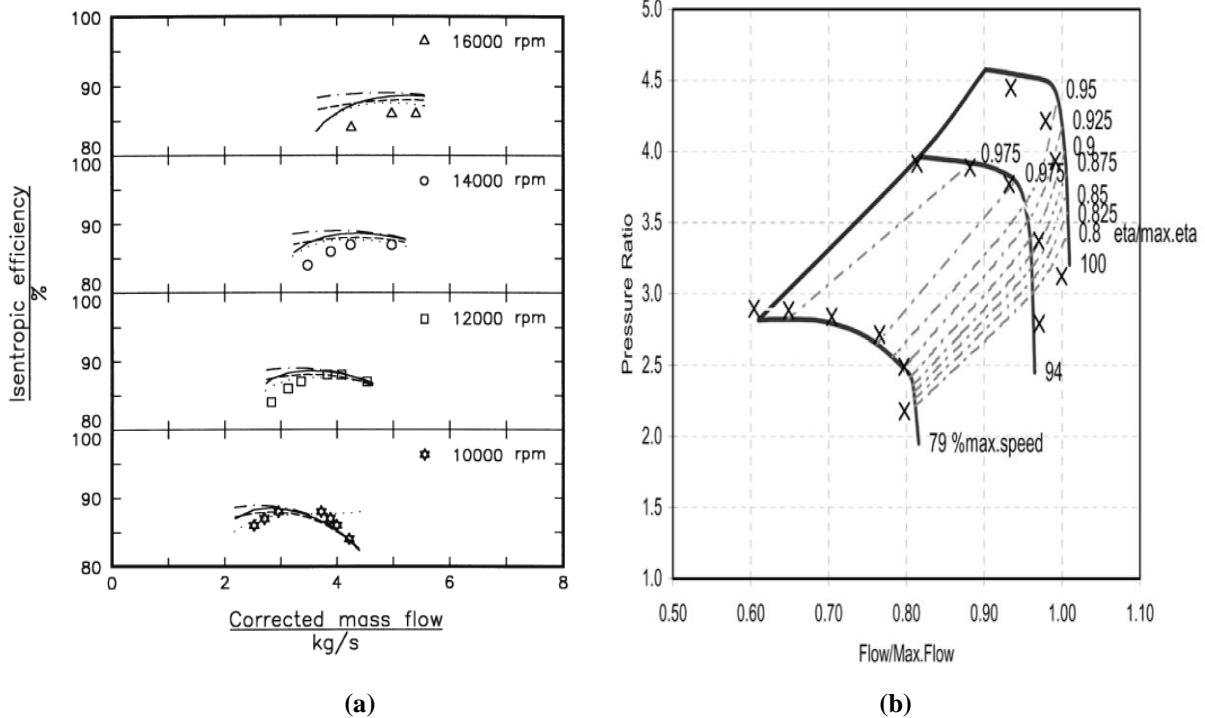 100
16000 rpm
90
80
100
14000 rpm
90
80
100
12000 rpm
90
80
100
10000 rpm
90
80
0 2 4 6 8
Isentropic efficiency
%
Corrected mass flow
kg/s
(a)
5.0
4.5
4.0
3.5
3.0
2.5
2.0
1.5
1.0
Pressure Ratio
0.95
0.925
0.9
0.975
0.875
0.975
0.85
0.825
0.8 eta/max.eta
100
94
79 %max.speed
0.50 0.60 0.70 0.80 0.90 1.00 1.10
Flow/Max.Flow
(b)